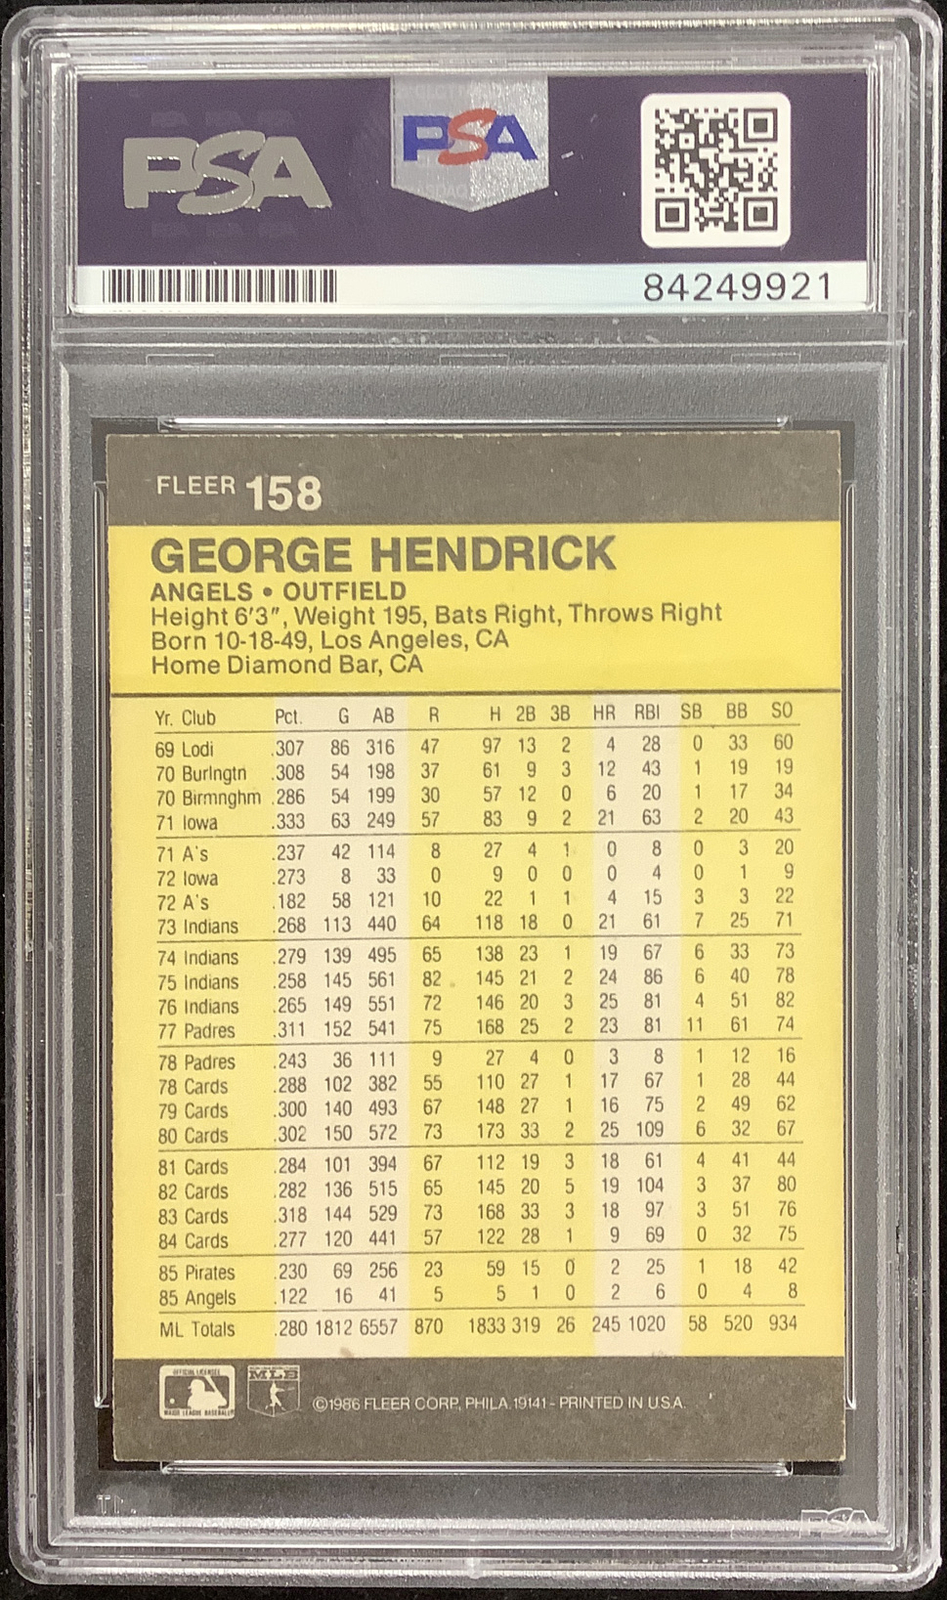 PSA PSA
84249921
FLEER 158
GEORGE HENDRICK
ANGELS • OUTFIELD
Height 6'3", Weight 195, Bats Right, Throws Right
Born 10-18-49, Los Angeles, CA
Home Diamond Bar, CA
Yr. Club Pct. G AB R H 2B 3B HR RBI SB BB SO
69 Lodi .307 86 316 47 97 13 2 4 28 0 33 60
70 Burlngtn .308 54 198 37 61 9 3 12 43 1 19 19
70 Birmnghm .286 54 199 30 57 12 0 6 20 1 17 34
71 Iowa .333 63 249 57 83 9 2 21 63 2 20 43
71 A's .237 42 114 8 27 4 1 0 8 0 3 20
72 Iowa .273 8 33 0 9 0 0 0 4 0 1 9
72 A's .182 58 121 10 22 1 1 4 15 3 3 22
73 Indians .268 113 440 64 118 18 0 21 61 7 25 71
74 Indians .279 139 495 65 138 23 1 19 67 6 33 73
75 Indians .258 145 561 82 145 21 2 24 86 6 40 78
76 Indians .265 149 551 72 146 20 3 25 81 4 51 82
77 Padres .311 152 541 75 168 25 2 23 81 11 61 74
78 Padres .243 36 111 9 27 4 0 3 8 1 12 16
78 Cards .288 102 382 55 110 27 1 17 67 1 28 44
79 Cards .300 140 493 67 148 27 1 16 75 2 49 62
80 Cards .302 150 572 73 173 33 2 25 109 6 32 67
81 Cards .284 101 394 67 112 19 3 18 61 4 41 44
82 Cards .282 136 515 65 145 20 5 19 104 3 37 80
83 Cards .318 144 529 73 168 33 3 18 97 3 51 76
84 Cards .277 120 441 57 122 28 1 9 69 0 32 75
85 Pirates .230 69 256 23 59 15 0 2 25 1 18 42
85 Angels .122 16 41 5 5 1 0 2 6 0 4 8
ML Totals .280 1812 6557 870 1833 319 26 245 1020 58 520 934
OFFICIAL LICENSEE
MAJOR LEAGUE BASEBALL
MLB
©1986 FLEER CORP., PHILA. 19141 - PRINTED IN U.S.A.
PSA